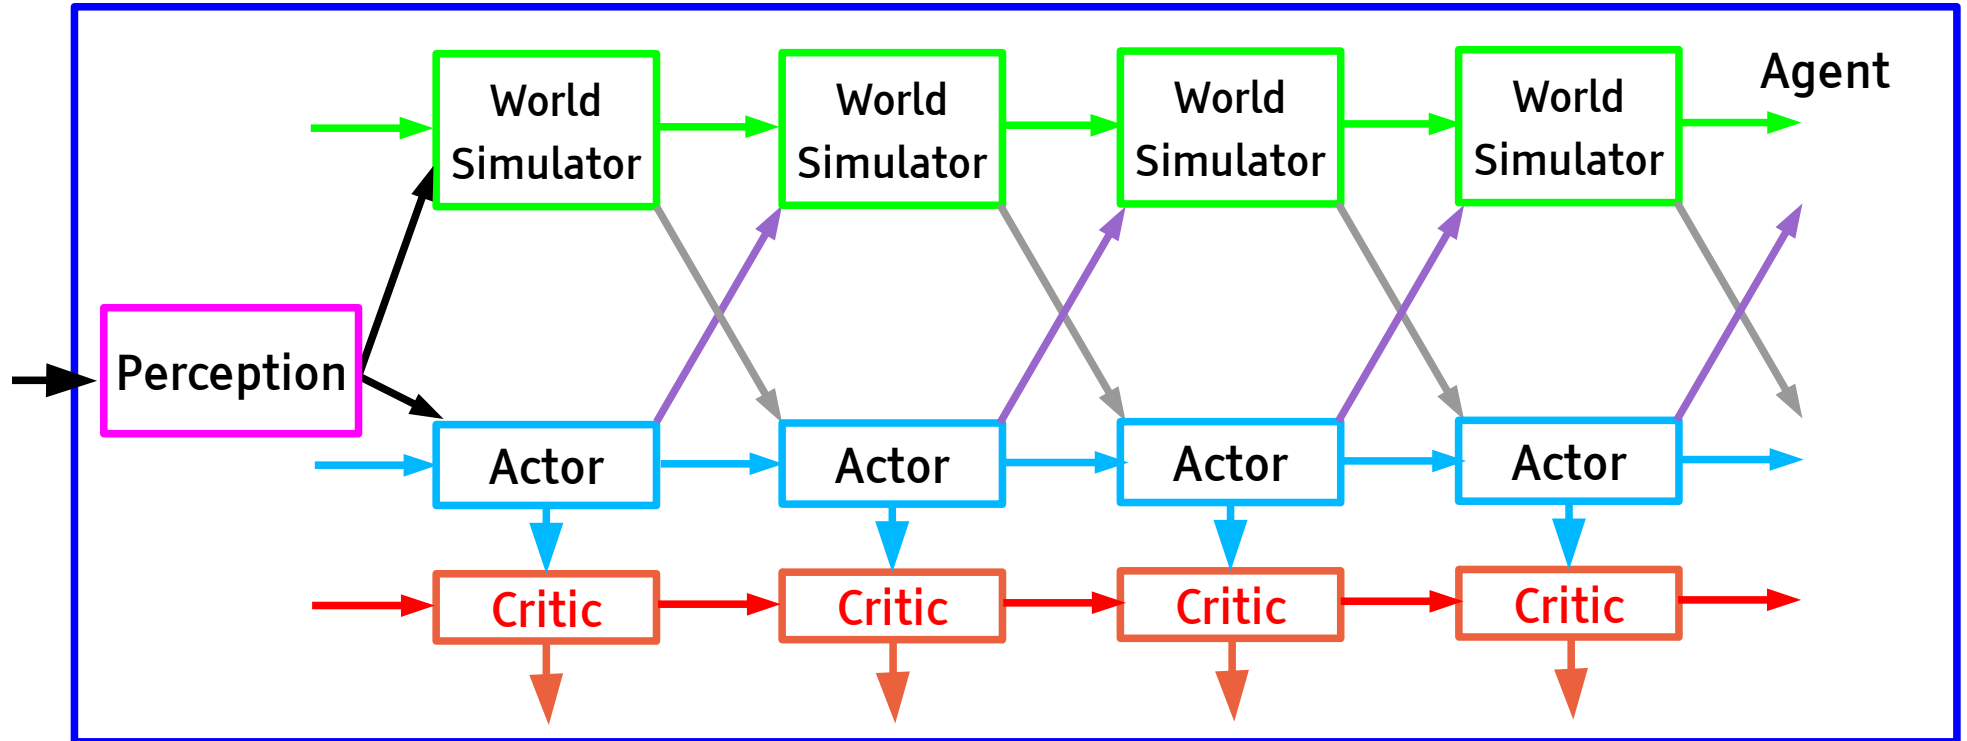 Agent
World
Simulator
World
Simulator
World
Simulator
World
Simulator
Perception
Actor
Actor
Actor
Actor
Critic
Critic
Critic
Critic